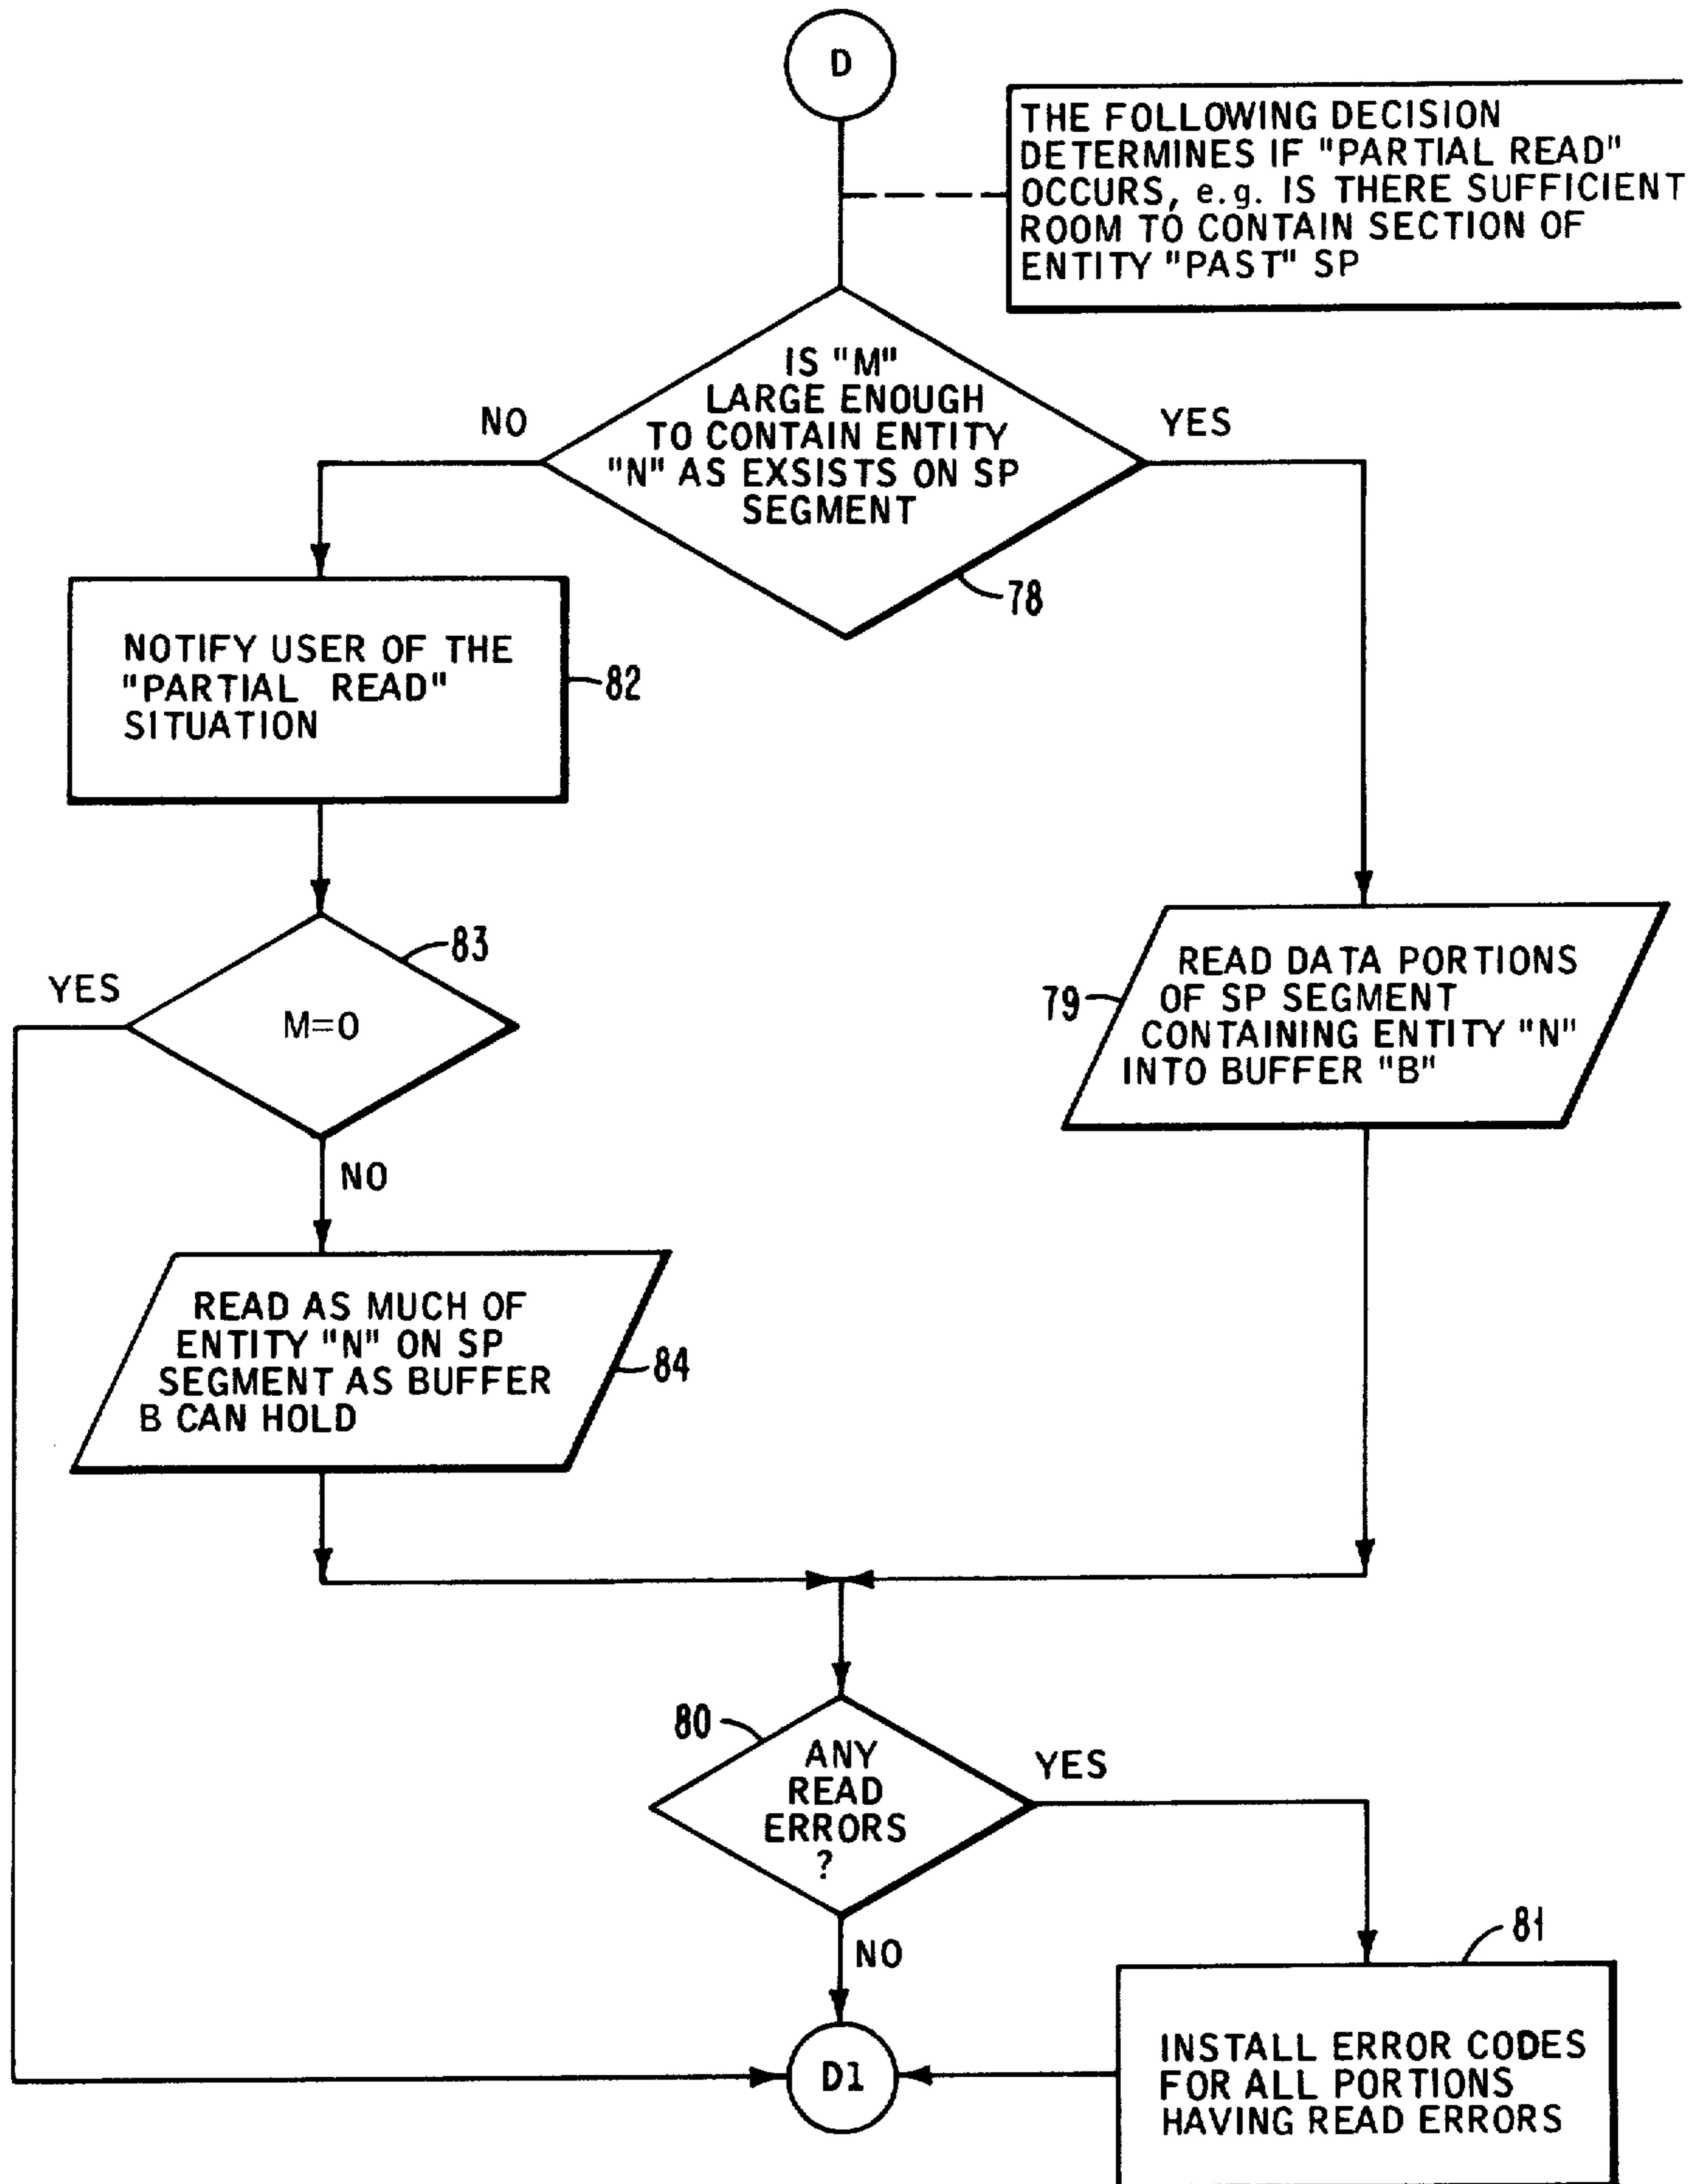 D
THE FOLLOWING DECISION
DETERMINES IF "PARTIAL READ"
OCCURS, e.g. IS THERE SUFFICIENT
ROOM TO CONTAIN SECTION OF
ENTITY "PAST" SP
IS "M"
LARGE ENOUGH
TO CONTAIN ENTITY
"N" AS EXSISTS ON SP
SEGMENT
NO
YES
78
NOTIFY USER OF THE
"PARTIAL READ"
SITUATION
82
83
YES
M=0
NO
READ DATA PORTIONS
OF SP SEGMENT
CONTAINING ENTITY "N"
INTO BUFFER "B"
79
READ AS MUCH OF
ENTITY "N" ON SP
SEGMENT AS BUFFER
B CAN HOLD
84
80
ANY
READ
ERRORS
?
YES
NO
81
D1
INSTALL ERROR CODES
FOR ALL PORTIONS
HAVING READ ERRORS